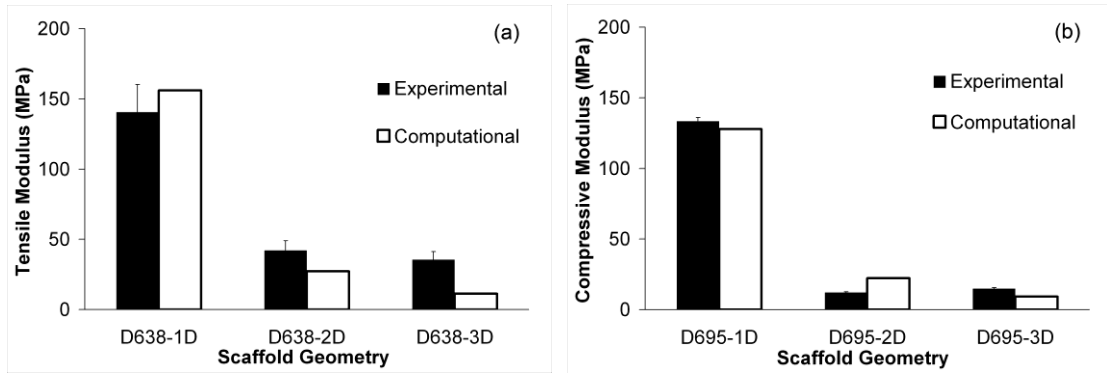 (a)
Tensile Modulus (MPa)
200
150
100
50
0
Experimental
Computational
D638-1D D638-2D D638-3D
Scaffold Geometry
(b)
Compressive Modulus (MPa)
200
150
100
50
0
Experimental
Computational
D695-1D D695-2D D695-3D
Scaffold Geometry